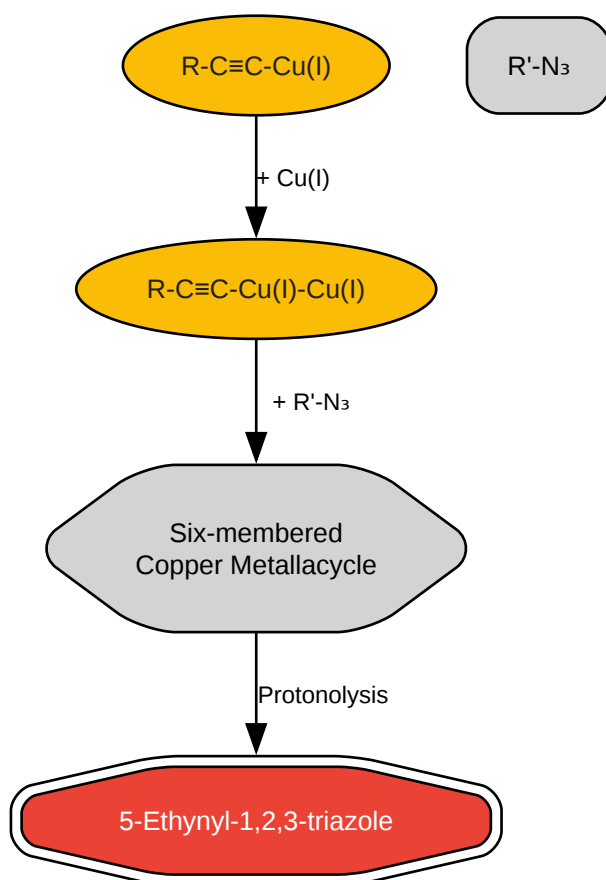 R-C≡C-Cu(I)
R'-N₃
+ Cu(I)
R-C≡C-Cu(I)-Cu(I)
+ R'-N₃
Six-membered
Copper Metallacycle
Protonolysis
5-Ethynyl-1,2,3-triazole